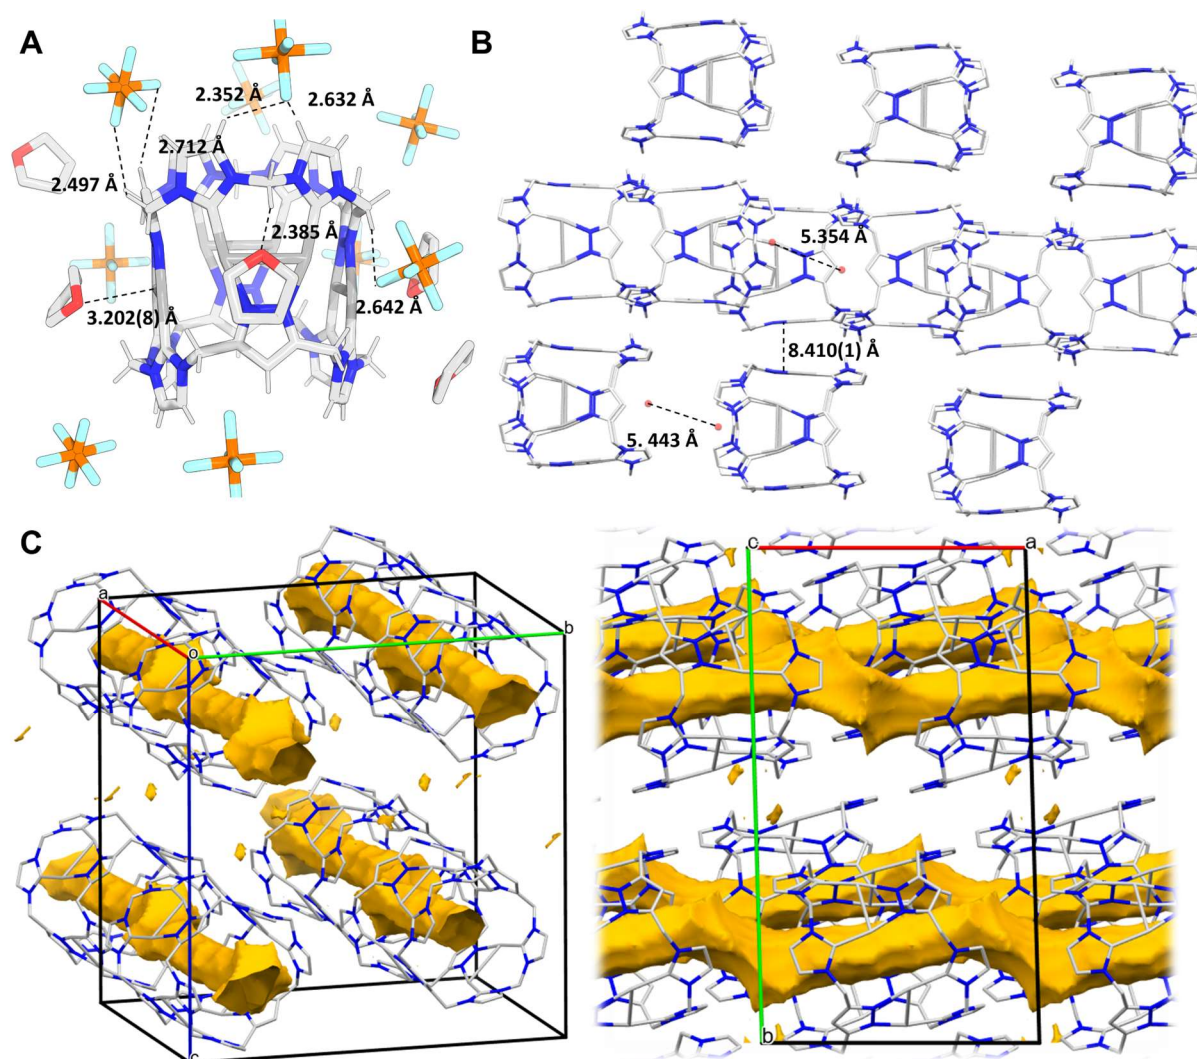 A
2.352 Å
2.632 Å
2.712 Å
2.497 Å
2.385 Å
3.202(8) Å
2.642 Å
B
5.354 Å
8.410(1) Å
5. 443 Å
C
a
o
b
c
c
a
b